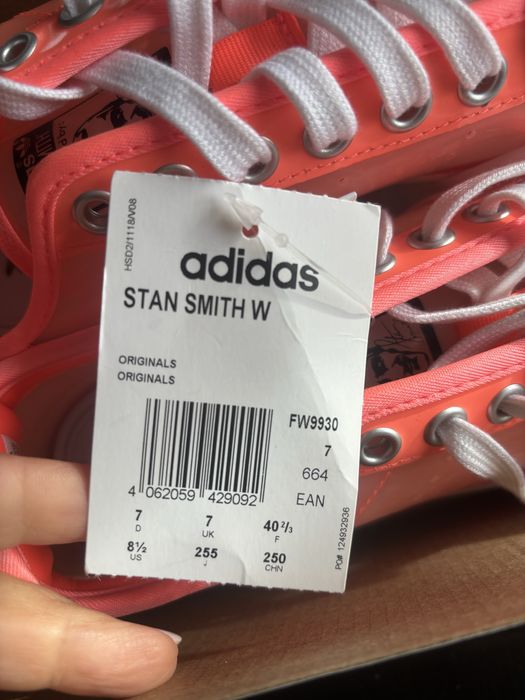 HSD2/1118/V08
adidas
STAN SMITH W
ORIGINALS
ORIGINALS
FW9930
7
664
EAN
4 062059 429092
7 7 40 2/3
D UK F
8½ 255 250
US J CHN
PO# 124932936